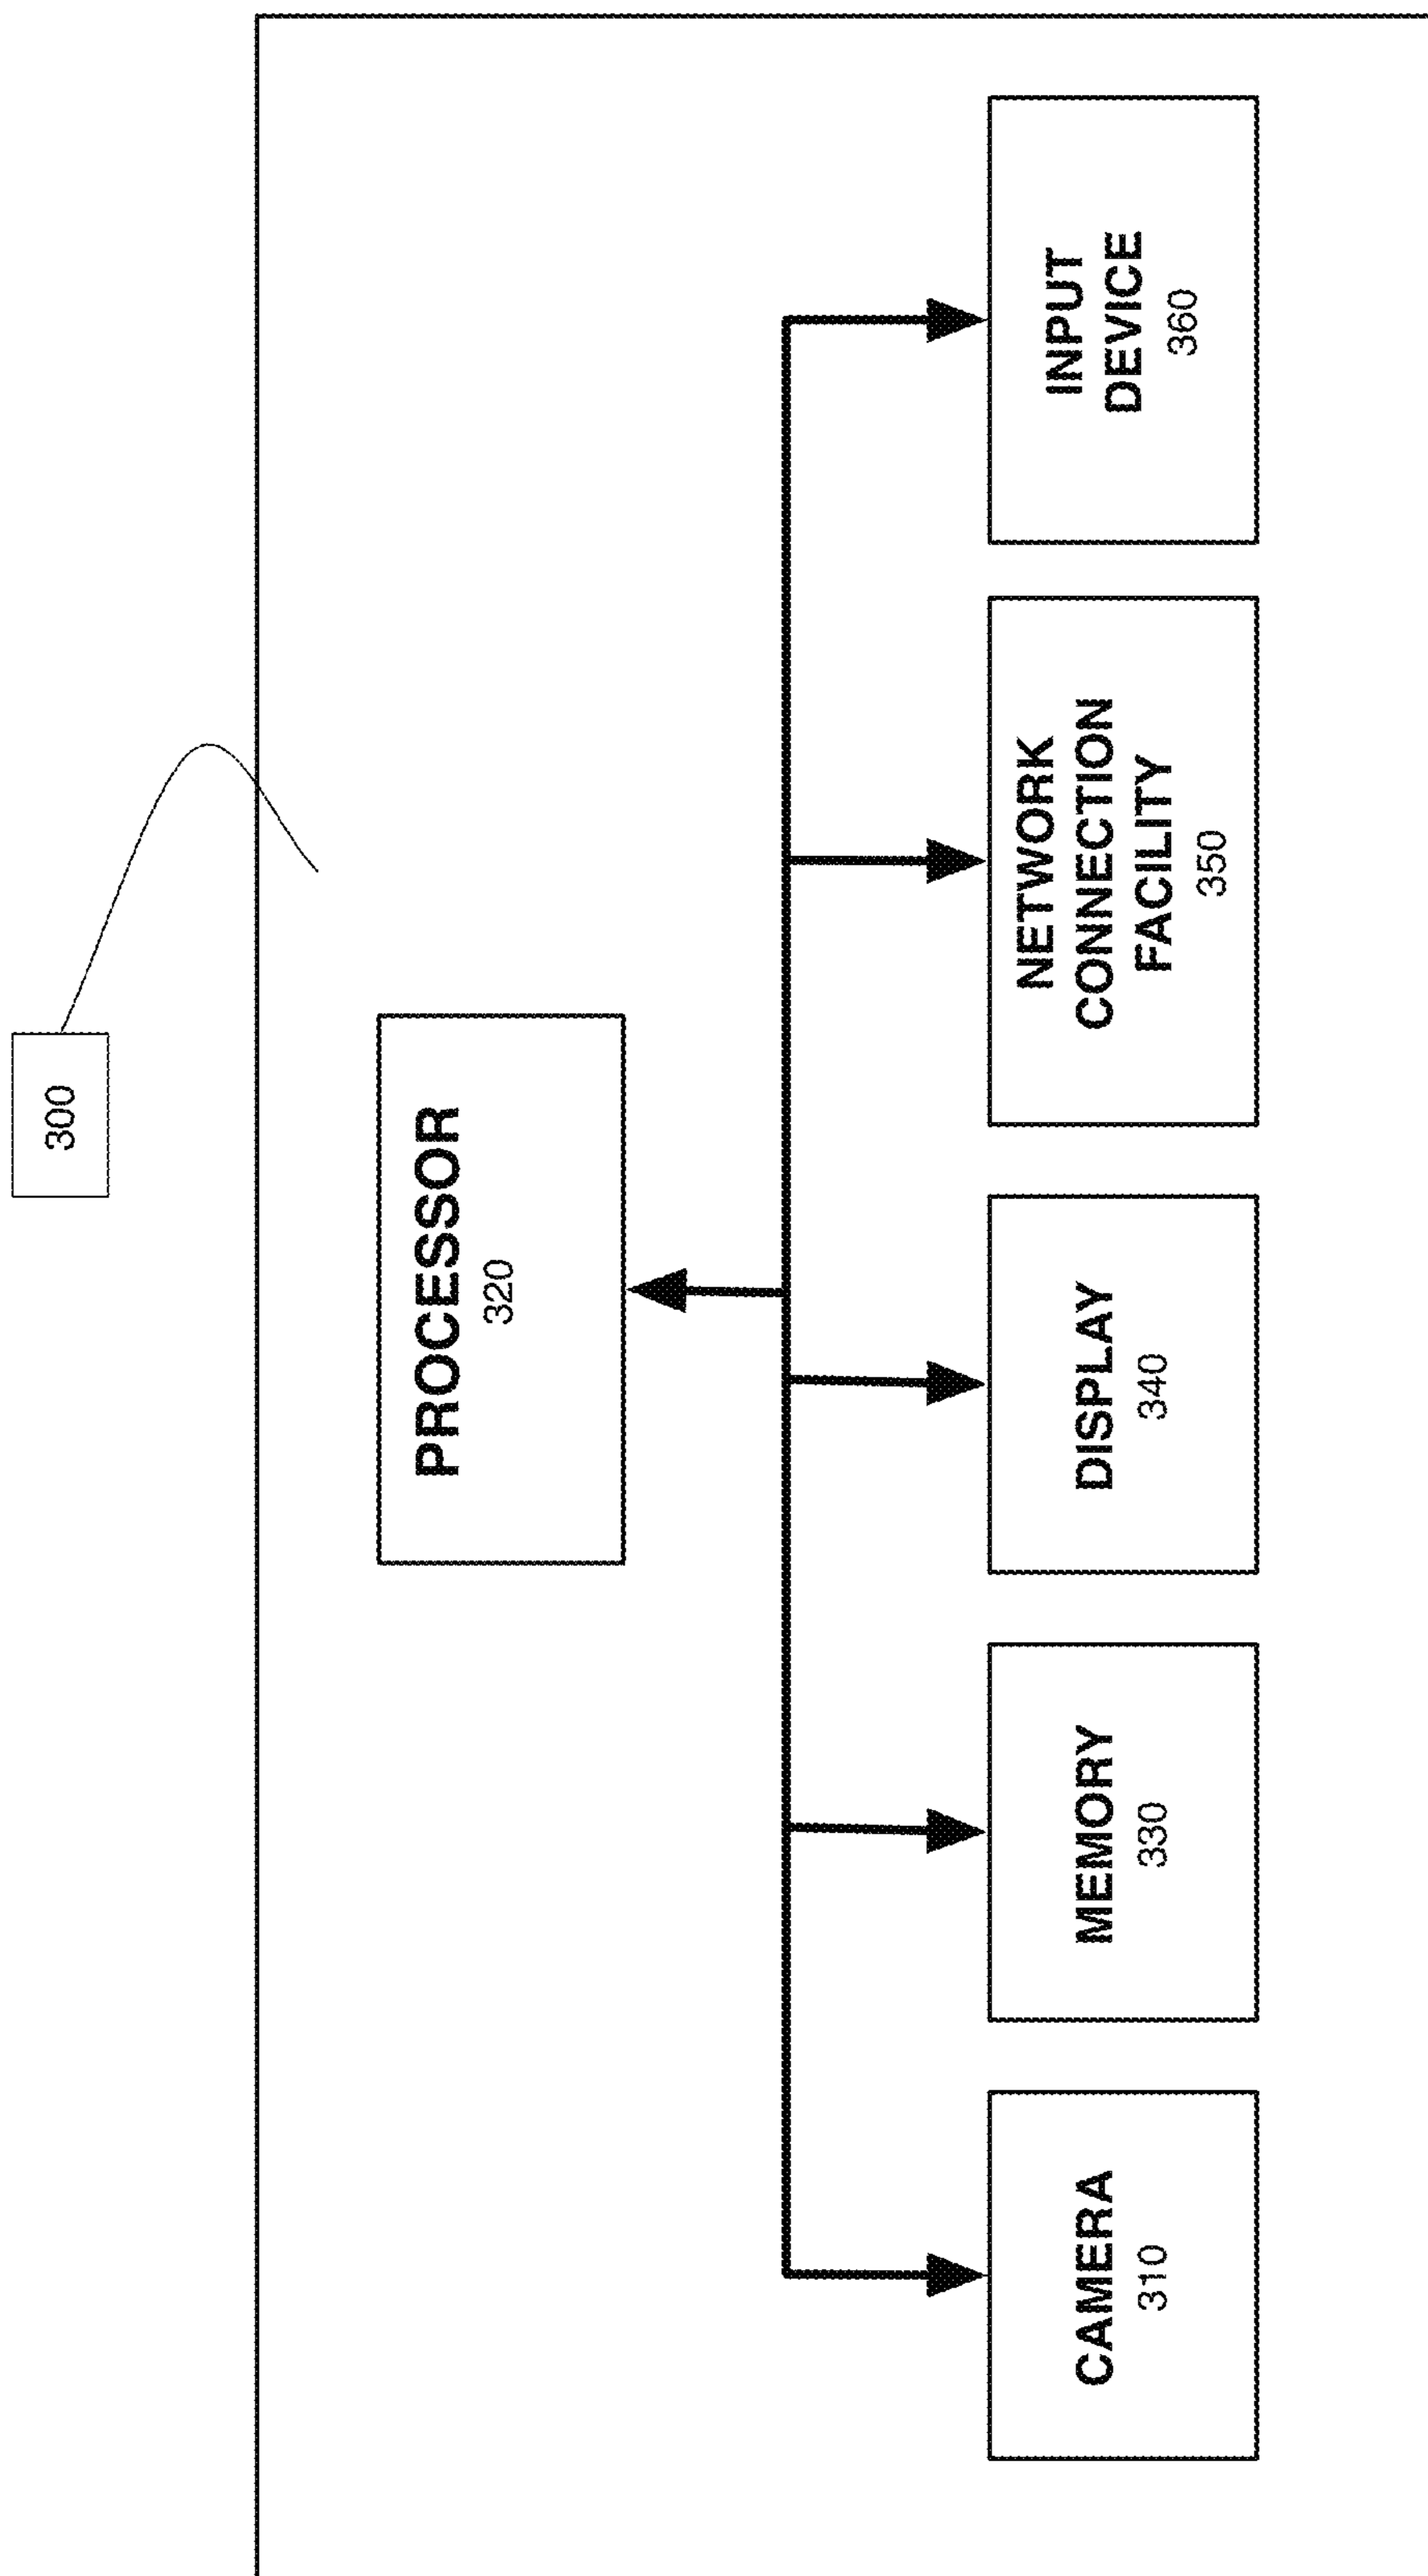 300
PROCESSOR
320
CAMERA
310
MEMORY
330
DISPLAY
340
NETWORK
CONNECTION
FACILITY
350
INPUT
DEVICE
360